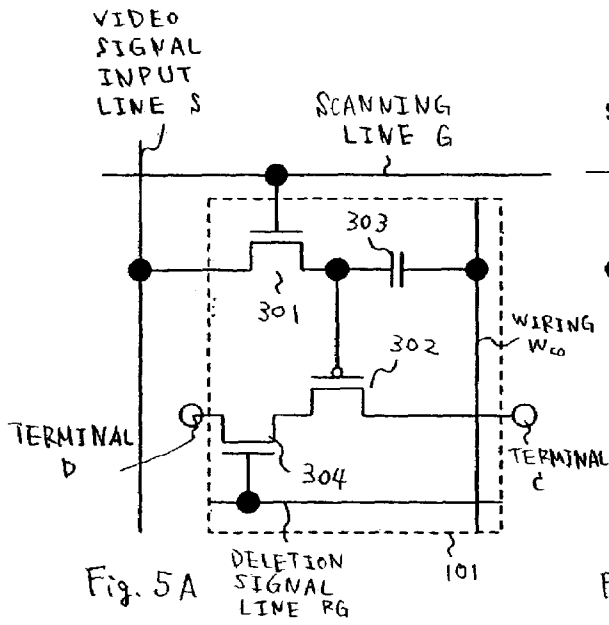 VIDEO
SIGNAL
INPUT
LINE S
SCANNING
LINE G
303
301
302
WIRING
Wco
TERMINAL
D
304
TERMINAL
C
DELETION
SIGNAL
LINE RG
101
Fig. 5A